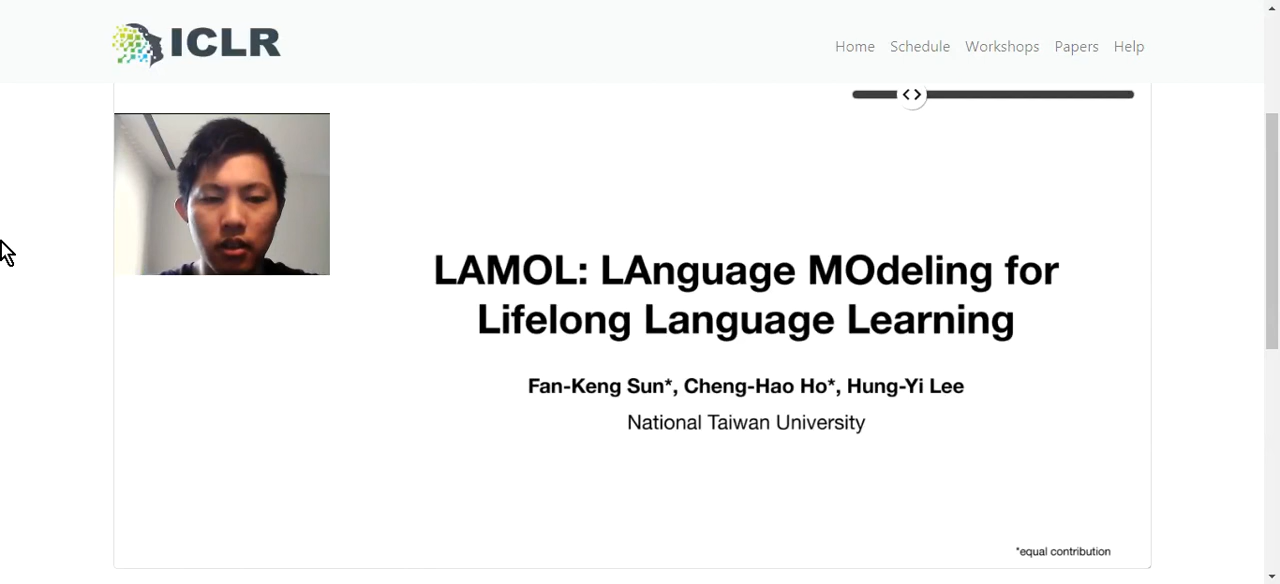 ICLR
Home Schedule Workshops Papers Help
LAMOL: LAnguage MOdeling for
Lifelong Language Learning
Fan-Keng Sun*, Cheng-Hao Ho*, Hung-Yi Lee
National Taiwan University
*equal contribution